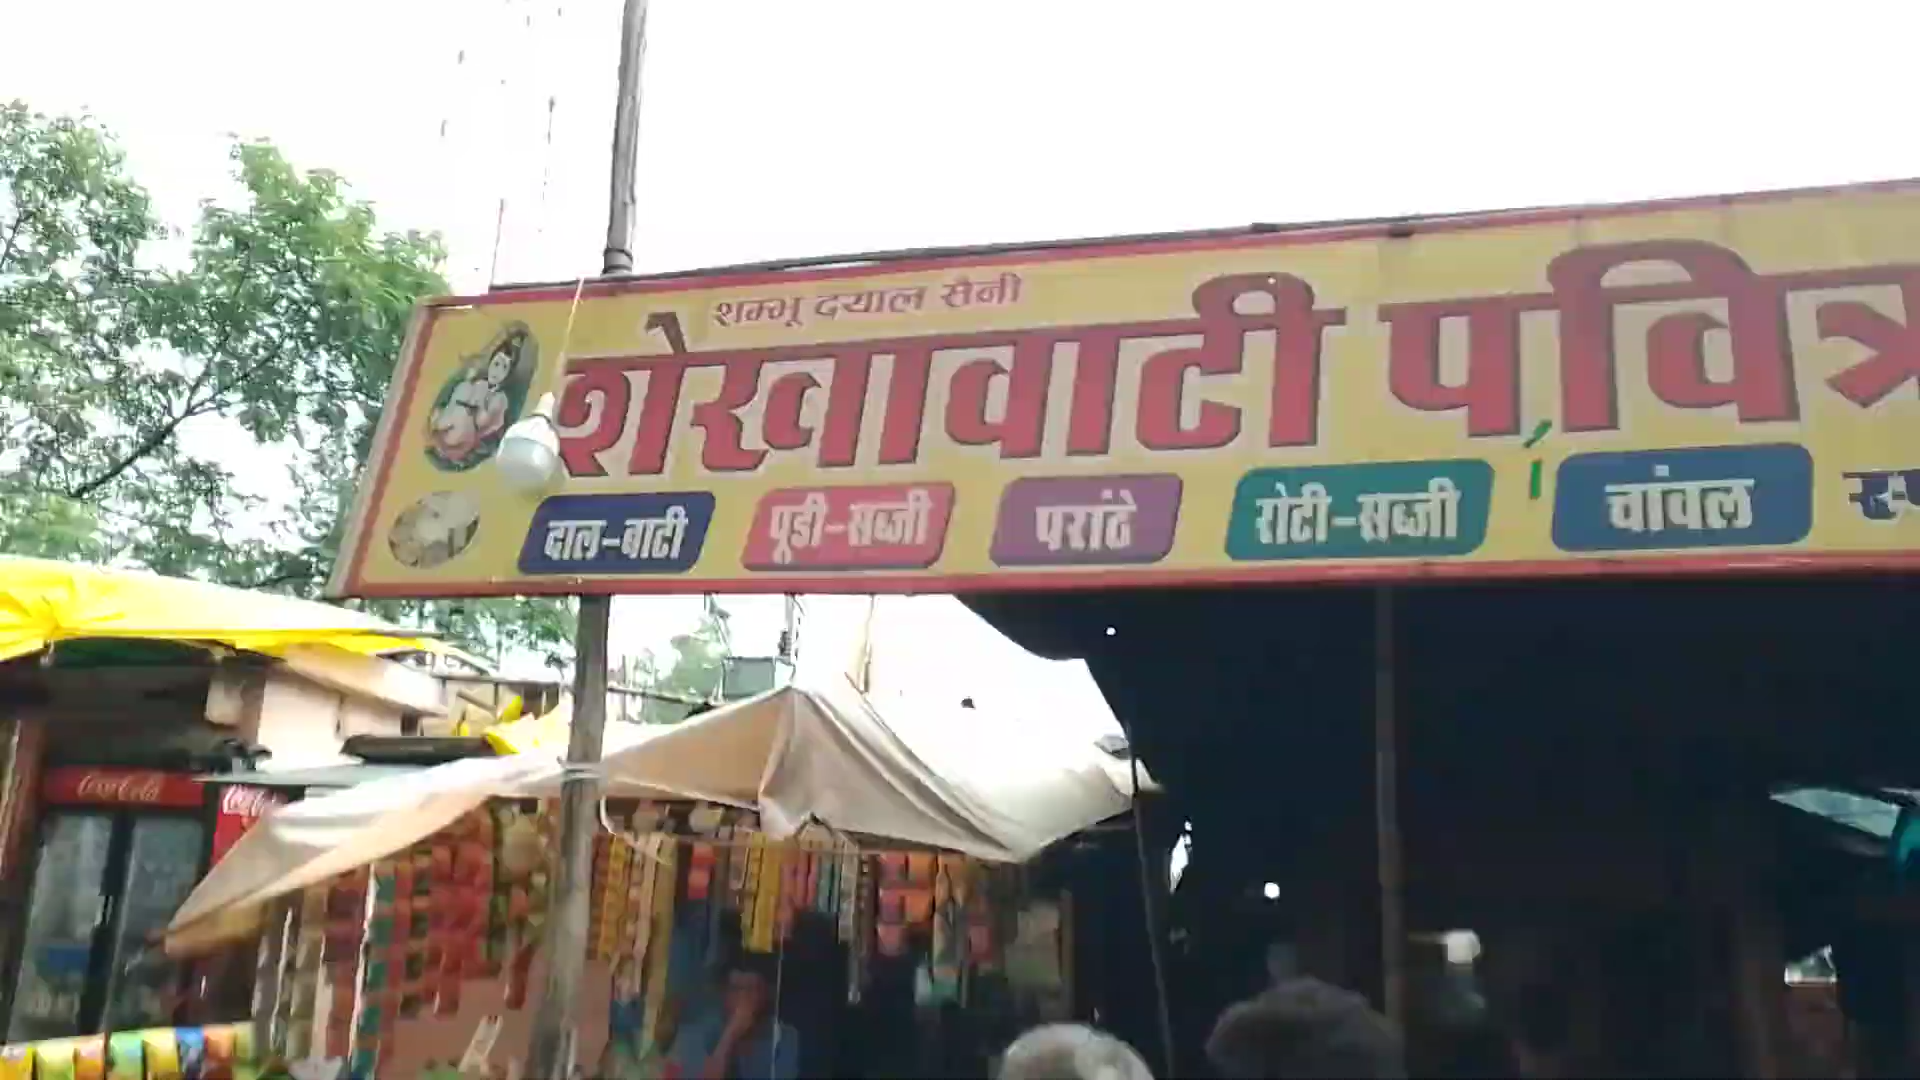 शम्भू दयाल सैनी
शेखावाटी पवित्र
दाल-बाटी पूडी-सब्जी परांठे रोटी-सब्जी चांवल
Coca-Cola